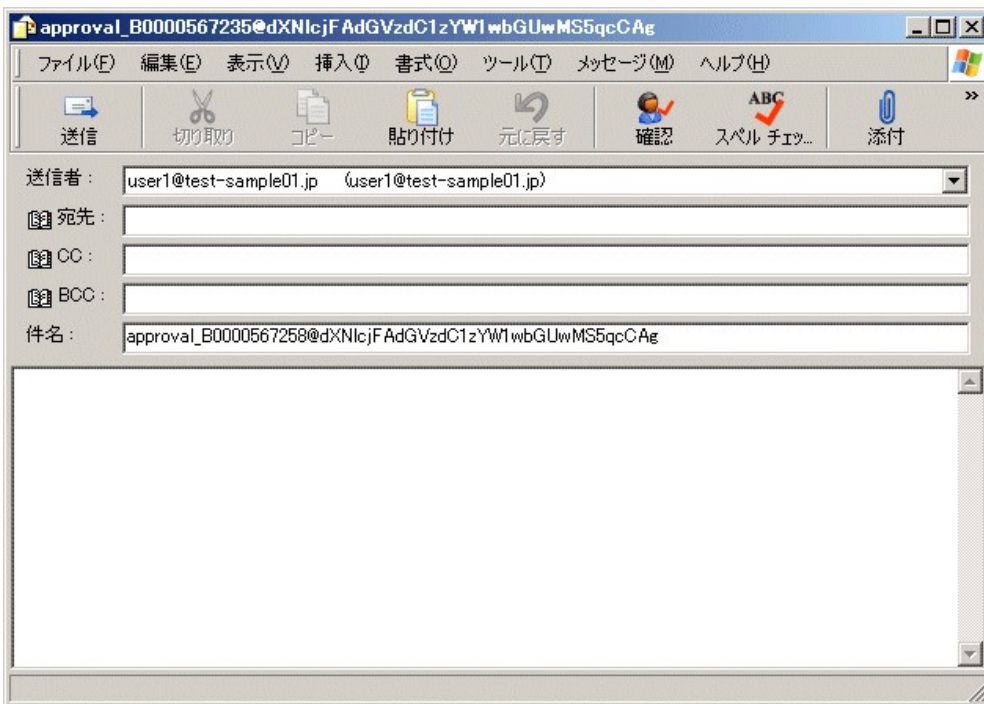 approval_B0000567235@dXNlcjFAdGVzdC1zYW1wbGUwMS5qcCAg
ファイル(F) 編集(E) 表示(V) 挿入(I) 書式(O) ツール(T) メッセージ(M) ヘルプ(H)
送信 切り取り コピー 貼り付け 元に戻す 確認 ABC スペル チェッ... 添付 »
送信者: user1@test-sample01.jp (user1@test-sample01.jp)
宛先:
CC:
BCC:
件名: approval_B0000567258@dXNlcjFAdGVzdC1zYW1wbGUwMS5qcCAg